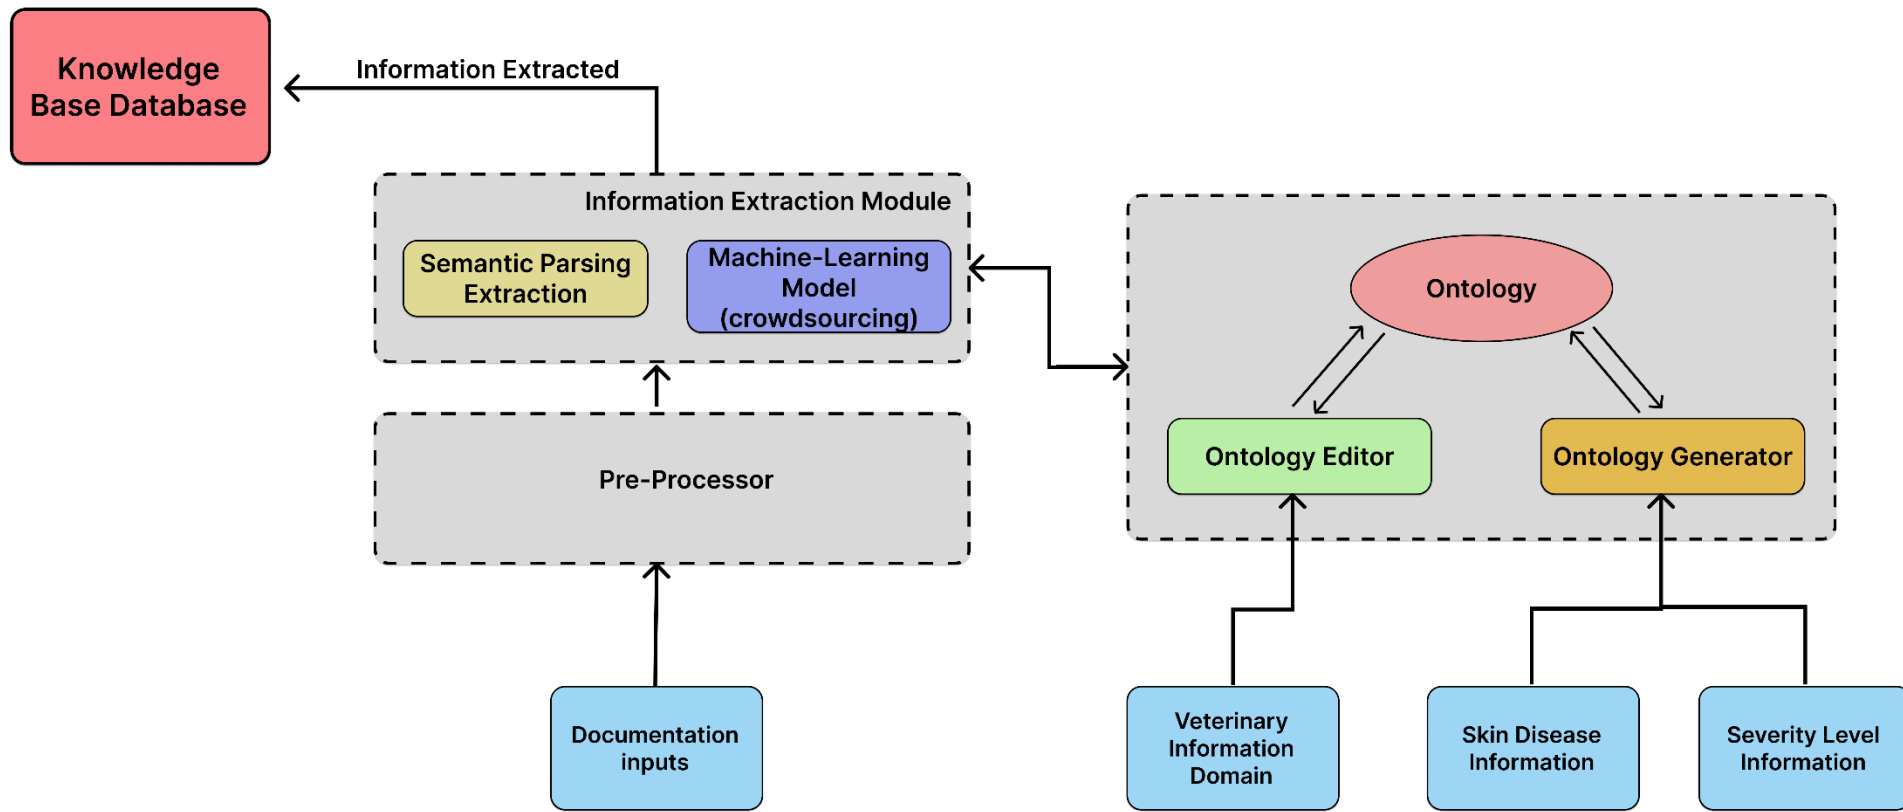 Knowledge
Base Database
Information Extracted
Information Extraction Module
Semantic Parsing
Extraction
Machine-Learning
Model
(crowdsourcing)
Ontology
Ontology Editor
Ontology Generator
Pre-Processor
Documentation
inputs
Veterinary
Information
Domain
Skin Disease
Information
Severity Level
Information